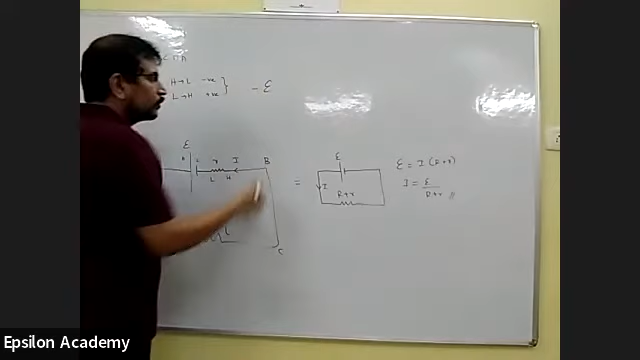 H→L -ve
L→H +ve
- ε
ε
r I B
L H
C
=
ε
I
R+r
ε = I (R+r)
I = ε / R+r
Epsilon Academy